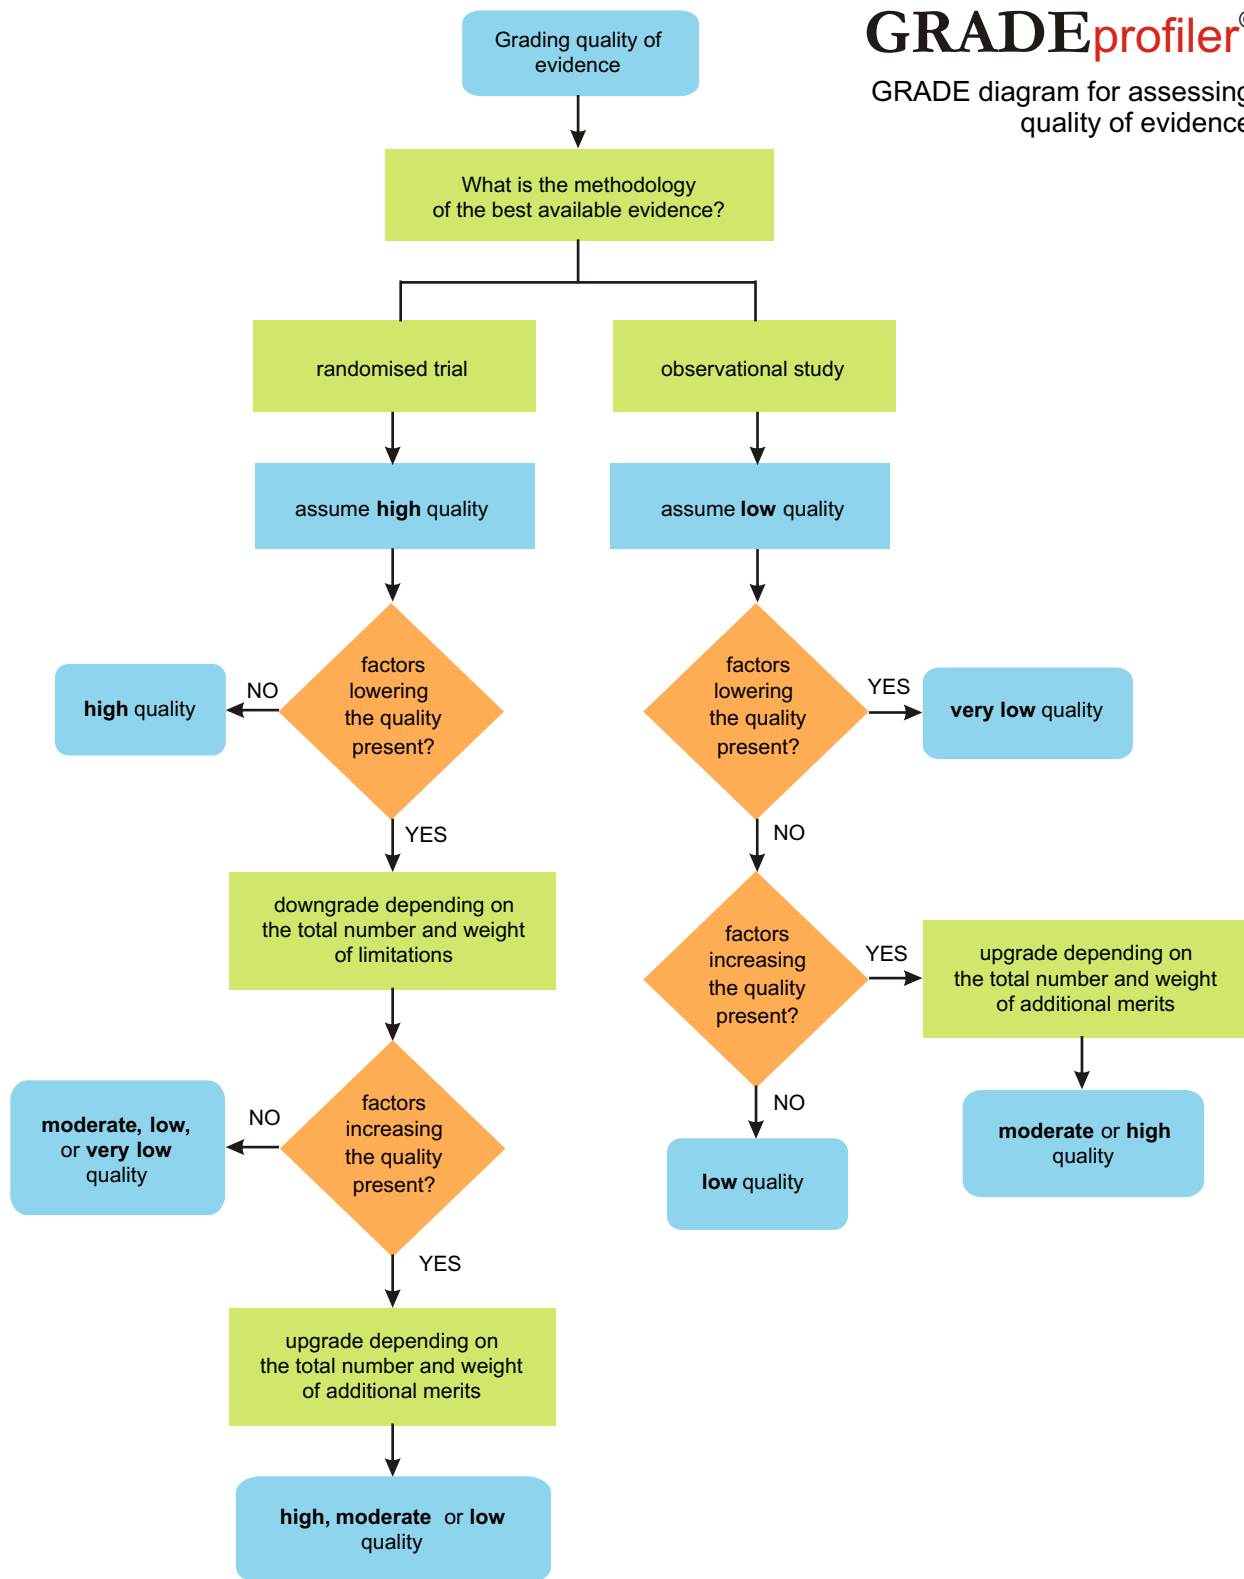 GRADEprofiler©
GRADE diagram for assessing
quality of evidence
Grading quality of
evidence
What is the methodology
of the best available evidence?
randomised trial
observational study
assume high quality
assume low quality
factors
lowering
the quality
present?
NO
high quality
YES
factors
lowering
the quality
present?
YES
very low quality
NO
downgrade depending on
the total number and weight
of limitations
factors
increasing
the quality
present?
YES
upgrade depending on
the total number and weight
of additional merits
moderate or high
quality
NO
low quality
factors
increasing
the quality
present?
NO
moderate, low,
or very low
quality
YES
upgrade depending on
the total number and weight
of additional merits
high, moderate or low
quality